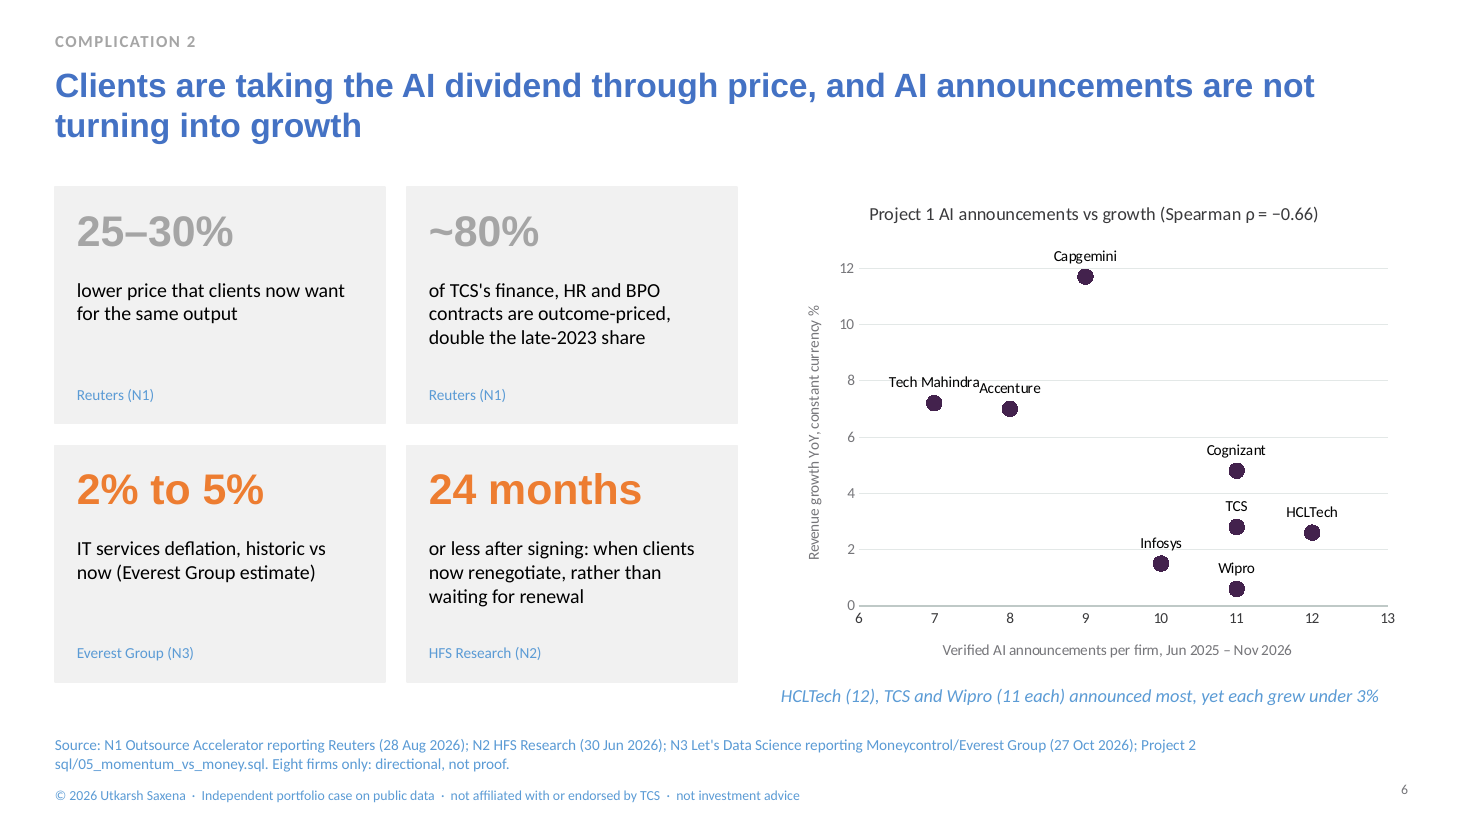 COMPLICATION 2
Clients are taking the AI dividend through price, and AI announcements are not
turning into growth
25–30%
lower price that clients now want
for the same output
Reuters (N1)
~80%
of TCS's finance, HR and BPO
contracts are outcome-priced,
double the late-2023 share
Reuters (N1)
2% to 5%
IT services deflation, historic vs
now (Everest Group estimate)
Everest Group (N3)
24 months
or less after signing: when clients
now renegotiate, rather than
waiting for renewal
HFS Research (N2)
Project 1 AI announcements vs growth (Spearman ρ = −0.66)
Revenue growth YoY, constant currency %
12
10
8
6
4
2
0
Capgemini
Tech Mahindra
Accenture
Cognizant
TCS
HCLTech
Infosys
Wipro
6 7 8 9 10 11 12 13
Verified AI announcements per firm, Jun 2025 – Nov 2026
HCLTech (12), TCS and Wipro (11 each) announced most, yet each grew under 3%
Source: N1 Outsource Accelerator reporting Reuters (28 Aug 2026); N2 HFS Research (30 Jun 2026); N3 Let's Data Science reporting Moneycontrol/Everest Group (27 Oct 2026); Project 2
sql/05_momentum_vs_money.sql. Eight firms only: directional, not proof.
© 2026 Utkarsh Saxena · Independent portfolio case on public data · not affiliated with or endorsed by TCS · not investment advice
6